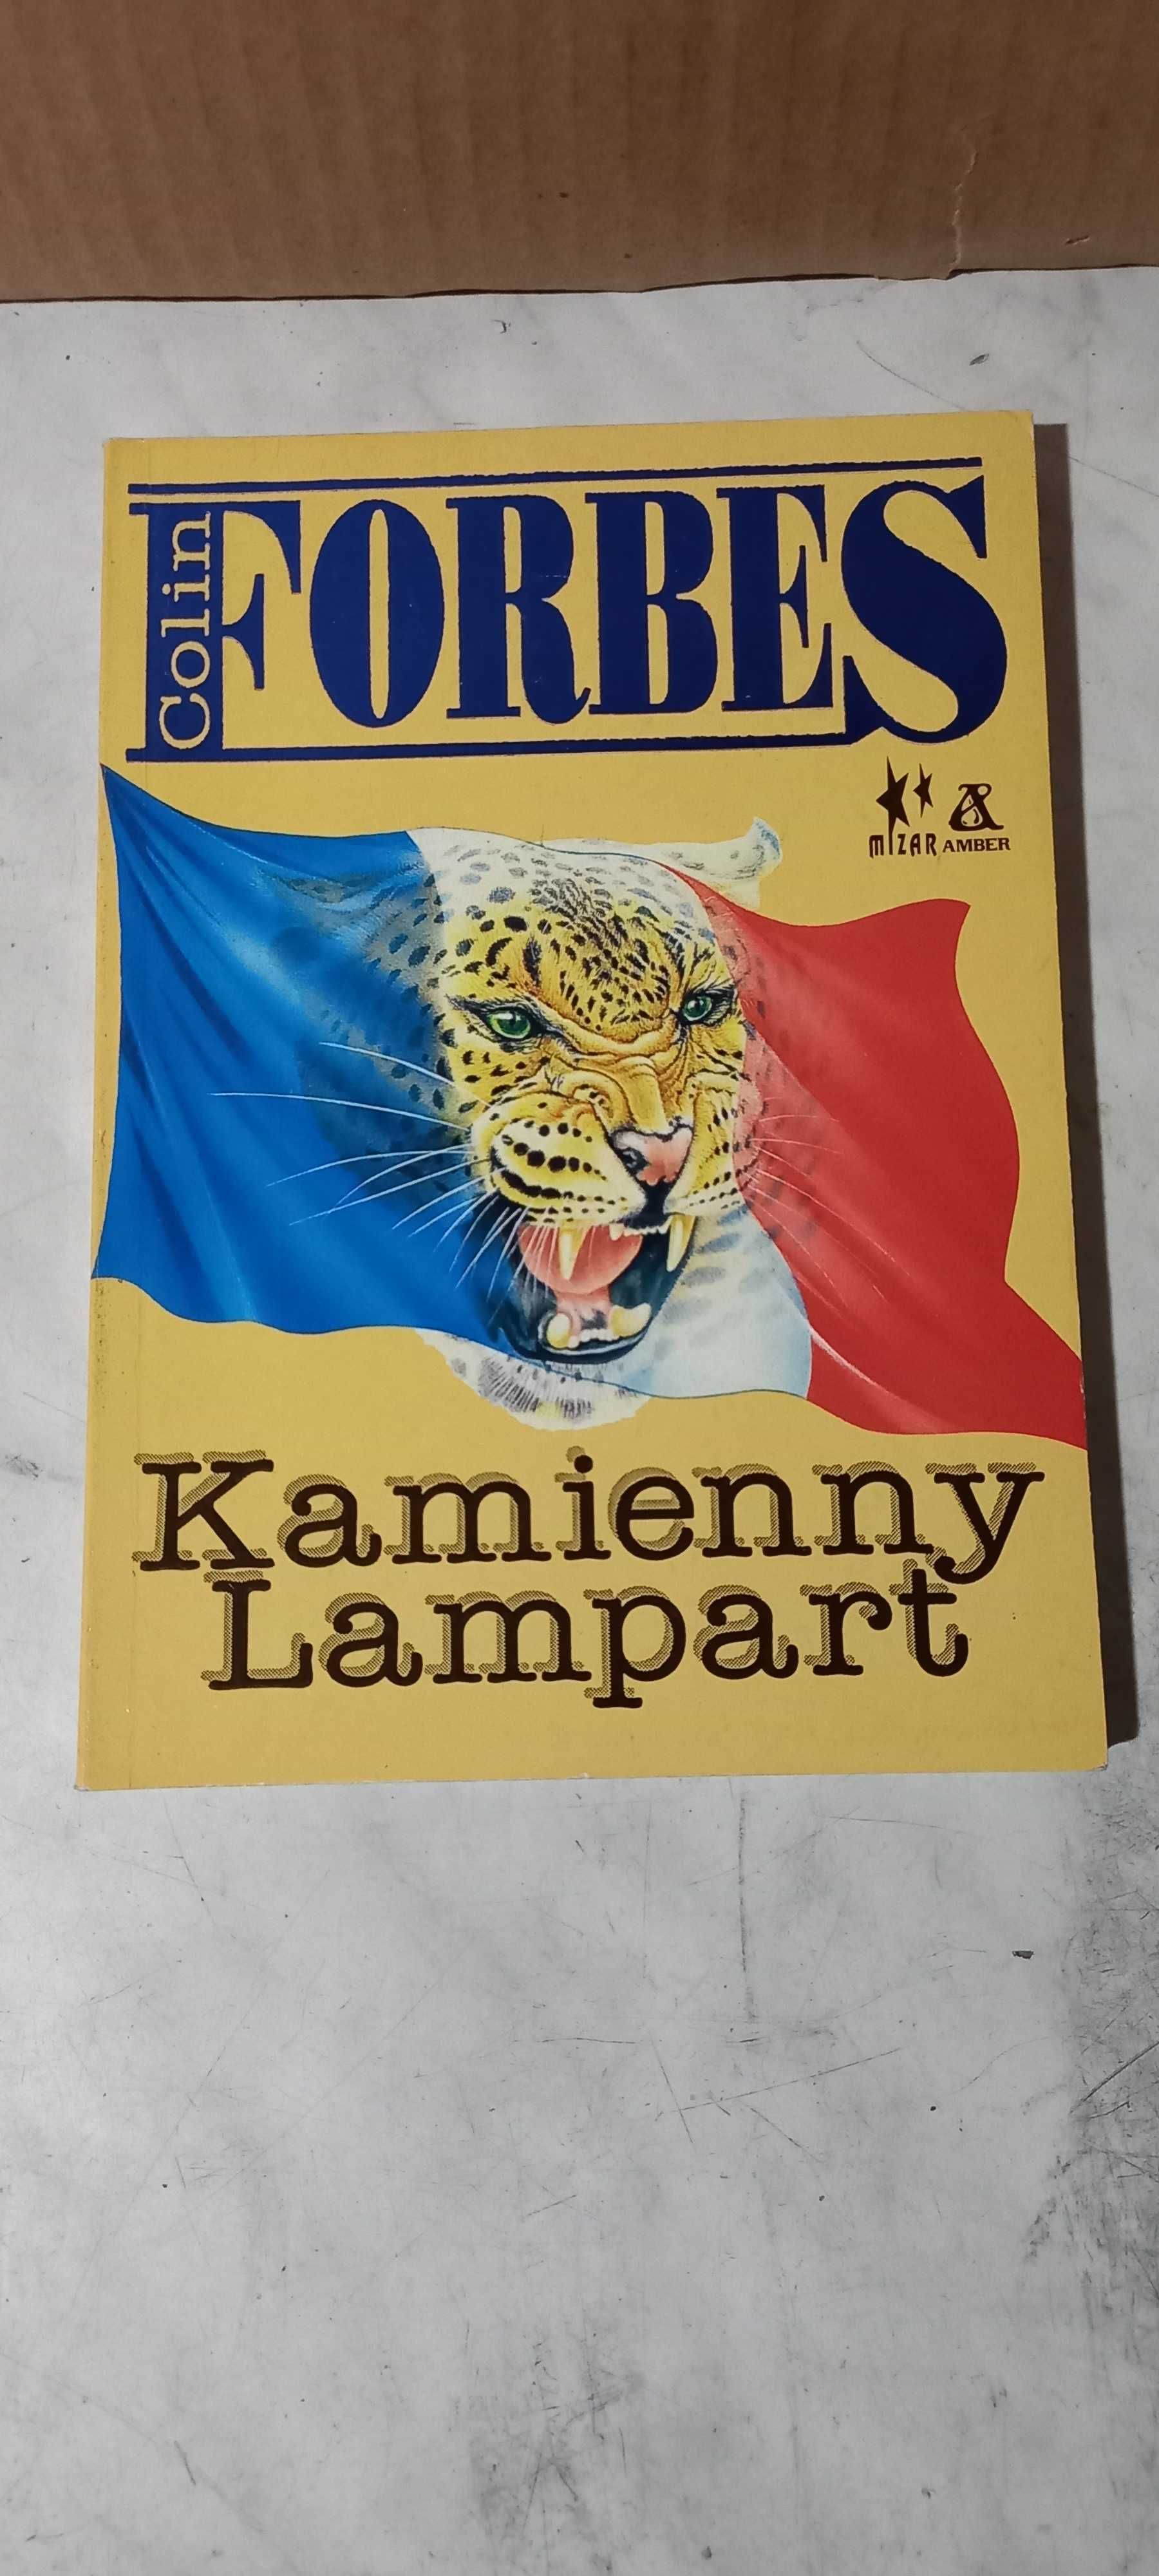 Colin
FORBES
MIZAR AMBER
Kamienny
Lampart